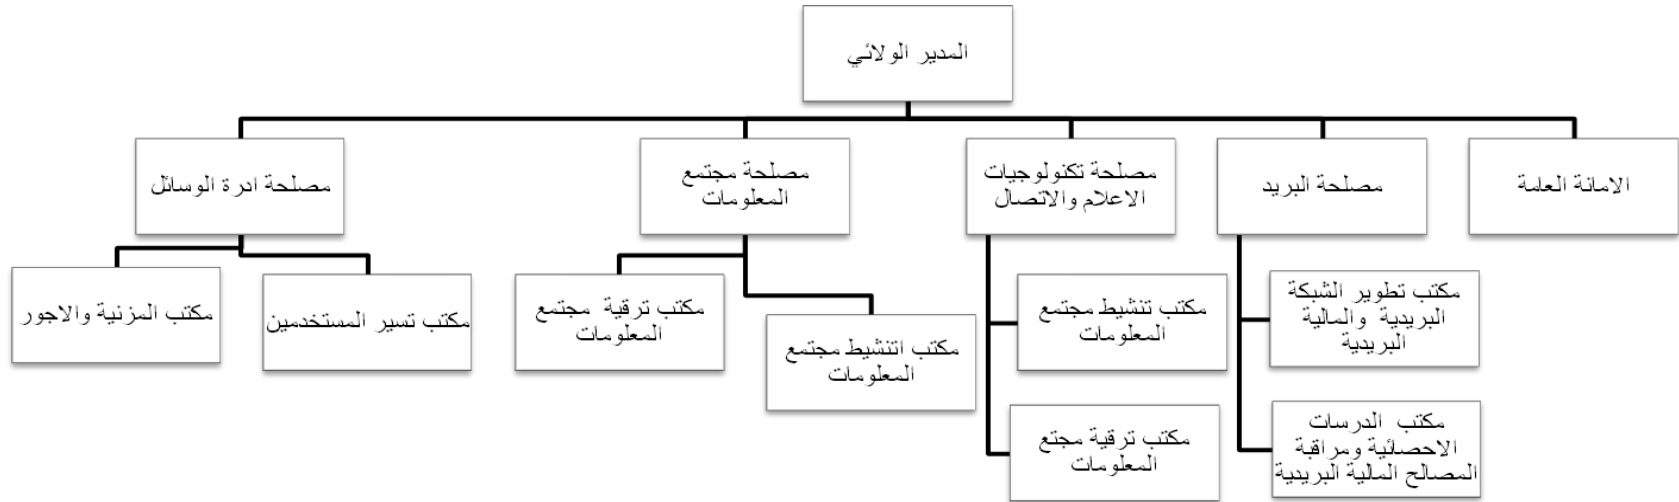 المدير الولائي
الامانة العامة
مصلحة البريد
مصلحة تكنولوجيات
الاعلام والاتصال
مصلحة مجتمع
المعلومات
مصلحة ادرة الوسائل
مكتب تطوير الشبكة
البريدية والمالية
البريدية
مكتب الدرسات
الاحصائية ومراقبة
المصالح المالية البريدية
مكتب تنشيط مجتمع
المعلومات
مكتب ترقية مجتع
المعلومات
مكتب اتنشيط مجتمع
المعلومات
مكتب ترقية مجتمع
المعلومات
مكتب تسير المستخدمين
مكتب المزنية والاجور